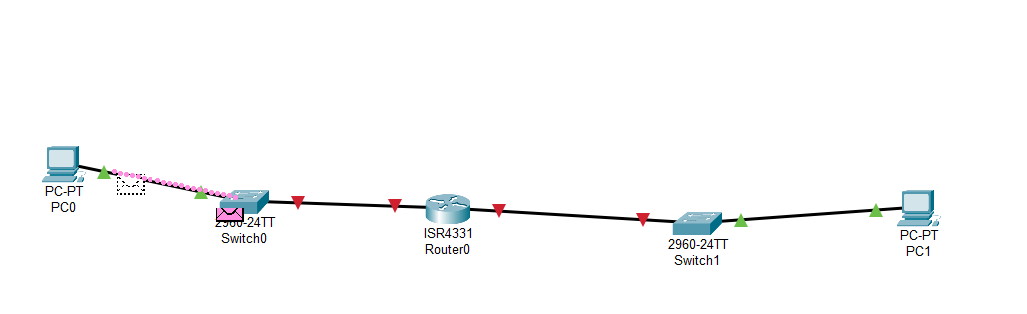 PC-PT
PC0
2960-24TT
Switch0
ISR4331
Router0
2960-24TT
Switch1
PC-PT
PC1